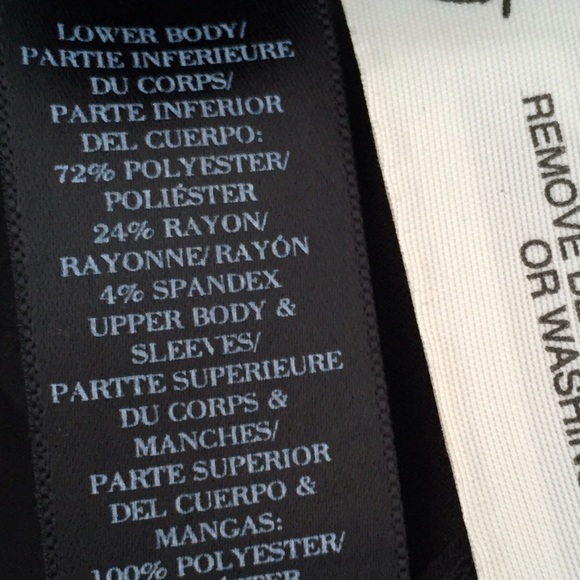 LOWER BODY/
PARTIE INFERIEURE
DU CORPS/
PARTE INFERIOR
DEL CUERPO:
72% POLYESTER/
POLIÉSTER
24% RAYON/
RAYONNE/RAYÓN
4% SPANDEX
UPPER BODY &
SLEEVES/
PARTTE SUPERIEURE
DU CORPS &
MANCHES/
PARTE SUPERIOR
DEL CUERPO &
MANGAS:
100% POLYESTER/
REMOVE
OR WASHING